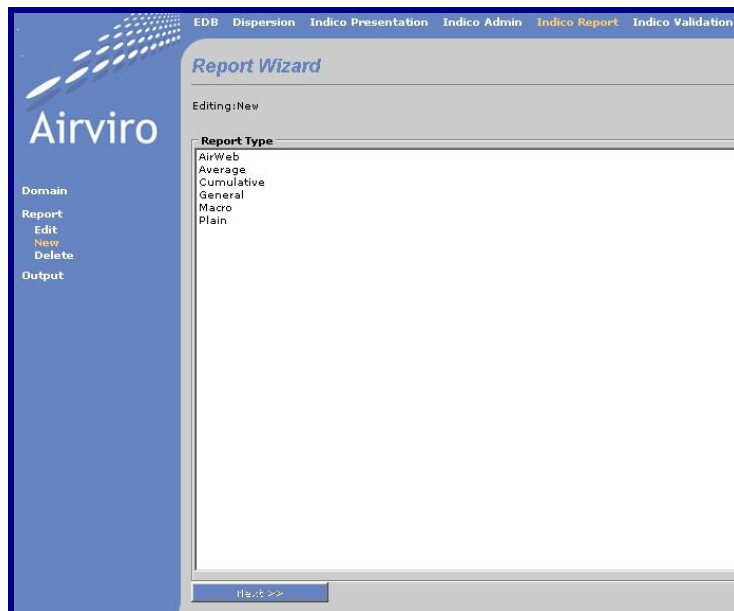 EDB Dispersion Indico Presentation Indico Admin Indico Report Indico Validation
Airviro
Domain
Report
Edit
New
Delete
Output
Report Wizard
Editing:New
Report Type
AirWeb
Average
Cumulative
General
Macro
Plain
Next >>